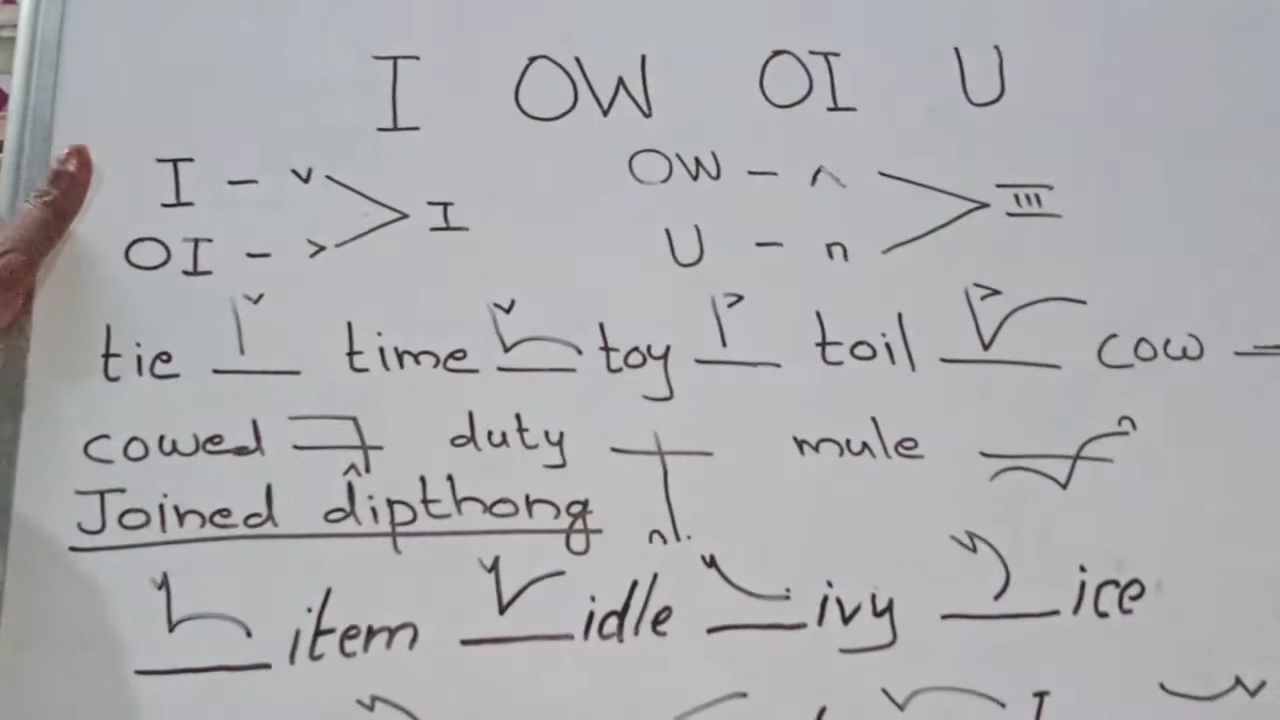 I OW OI U
I - v > I OW - ^ > III
OI - > U - n
tie time toy toil cow -
cowed duty mule
Joined dipthong
item idle ivy ice